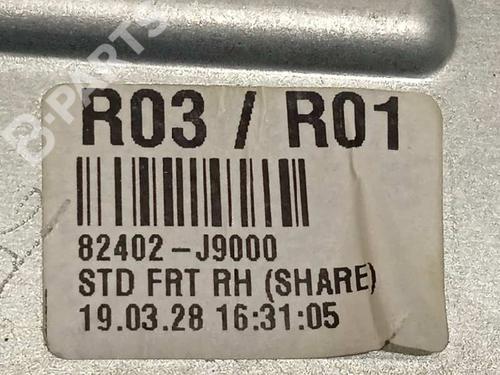 B-PARTS
R03 / R01
82402-J9000
STD FRT RH (SHARE)
19.03.28 16:31:05